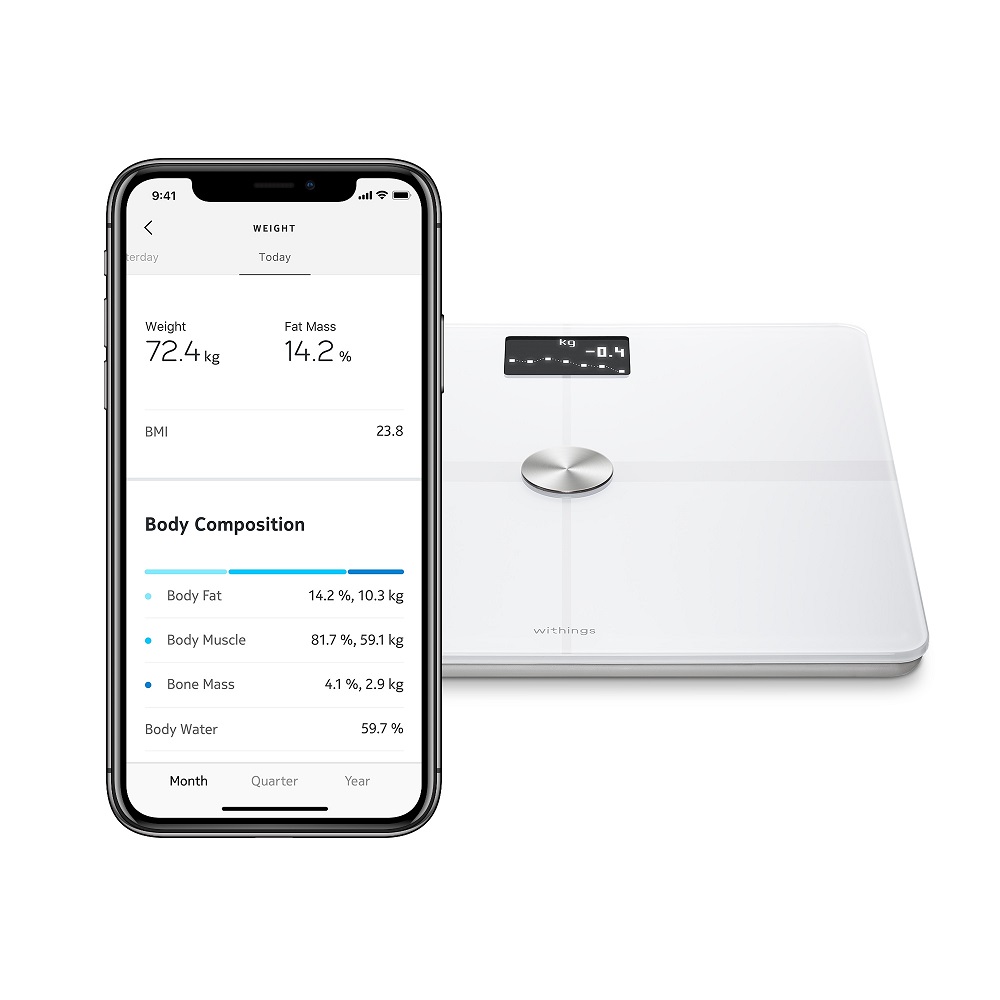 9:41
WEIGHT
terday Today
Weight Fat Mass
72.4 kg 14.2 %
BMI 23.8
Body Composition
Body Fat 14.2 %, 10.3 kg
Body Muscle 81.7 %, 59.1 kg
Bone Mass 4.1 %, 2.9 kg
Body Water 59.7 %
Month Quarter Year
kg -0.4
withings